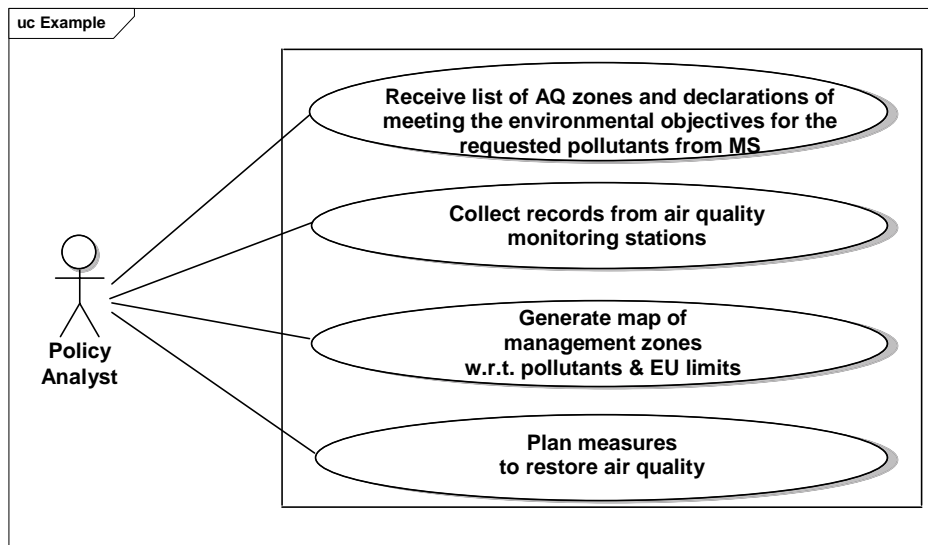 uc Example
Receive list of AQ zones and declarations of
meeting the environmental objectives for the
requested pollutants from MS
Collect records from air quality
monitoring stations
Generate map of
management zones
w.r.t. pollutants & EU limits
Plan measures
to restore air quality
Policy
Analyst